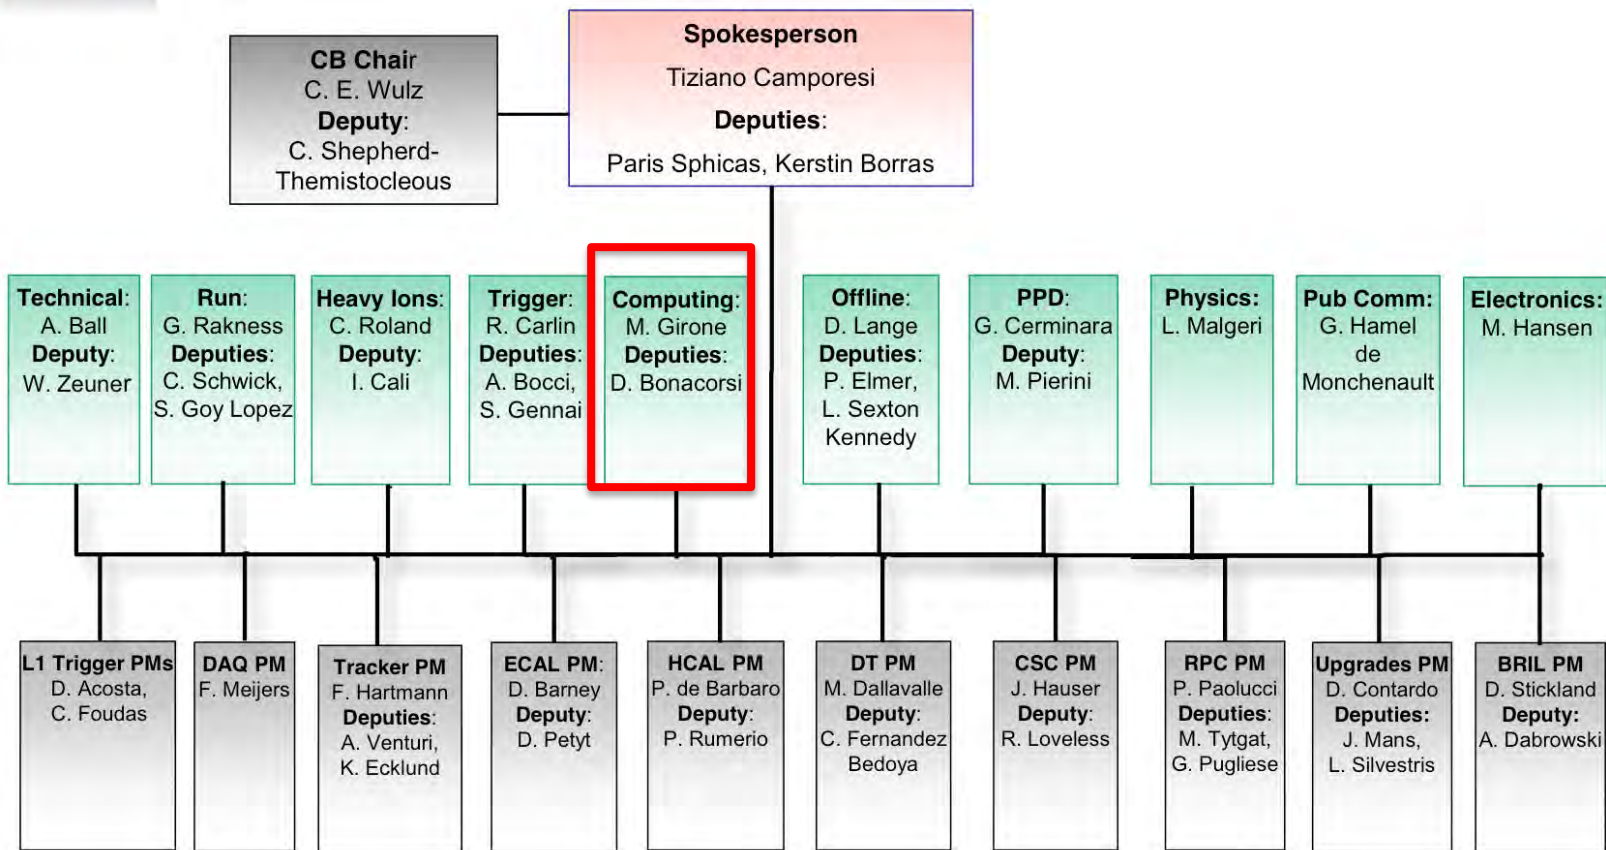 CB Chair
C. E. Wulz
Deputy:
C. Shepherd-
Themistocleous
Spokesperson
Tiziano Camporesi
Deputies:
Paris Sphicas, Kerstin Borras
Technical:
A. Ball
Deputy:
W. Zeuner
Run:
G. Rakness
Deputies:
C. Schwick,
S. Goy Lopez
Heavy Ions:
C. Roland
Deputy:
I. Cali
Trigger:
R. Carlin
Deputies:
A. Bocci,
S. Gennai
Computing:
M. Girone
Deputies:
D. Bonacorsi
Offline:
D. Lange
Deputies:
P. Elmer,
L. Sexton
Kennedy
PPD:
G. Cerminara
Deputy:
M. Pierini
Physics:
L. Malgeri
Pub Comm:
G. Hamel
de
Monchenault
Electronics:
M. Hansen
L1 Trigger PMs
D. Acosta,
C. Foudas
DAQ PM
F. Meijers
Tracker PM
F. Hartmann
Deputies:
A. Venturi,
K. Ecklund
ECAL PM:
D. Barney
Deputy:
D. Petyt
HCAL PM
P. de Barbaro
Deputy:
P. Rumerio
DT PM
M. Dallavalle
Deputy:
C. Fernandez
Bedoya
CSC PM
J. Hauser
Deputy:
R. Loveless
RPC PM
P. Paolucci
Deputies:
M. Tytgat,
G. Pugliese
Upgrades PM
D. Contardo
Deputies:
J. Mans,
L. Silvestris
BRIL PM
D. Stickland
Deputy:
A. Dabrowski